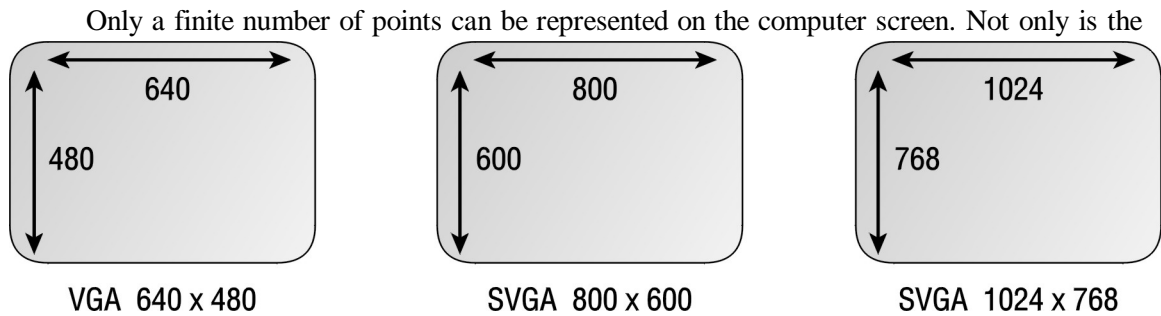 Only a finite number of points can be represented on the computer screen. Not only is the
640
480
VGA 640 x 480
800
600
SVGA 800 x 600
1024
768
SVGA 1024 x 768